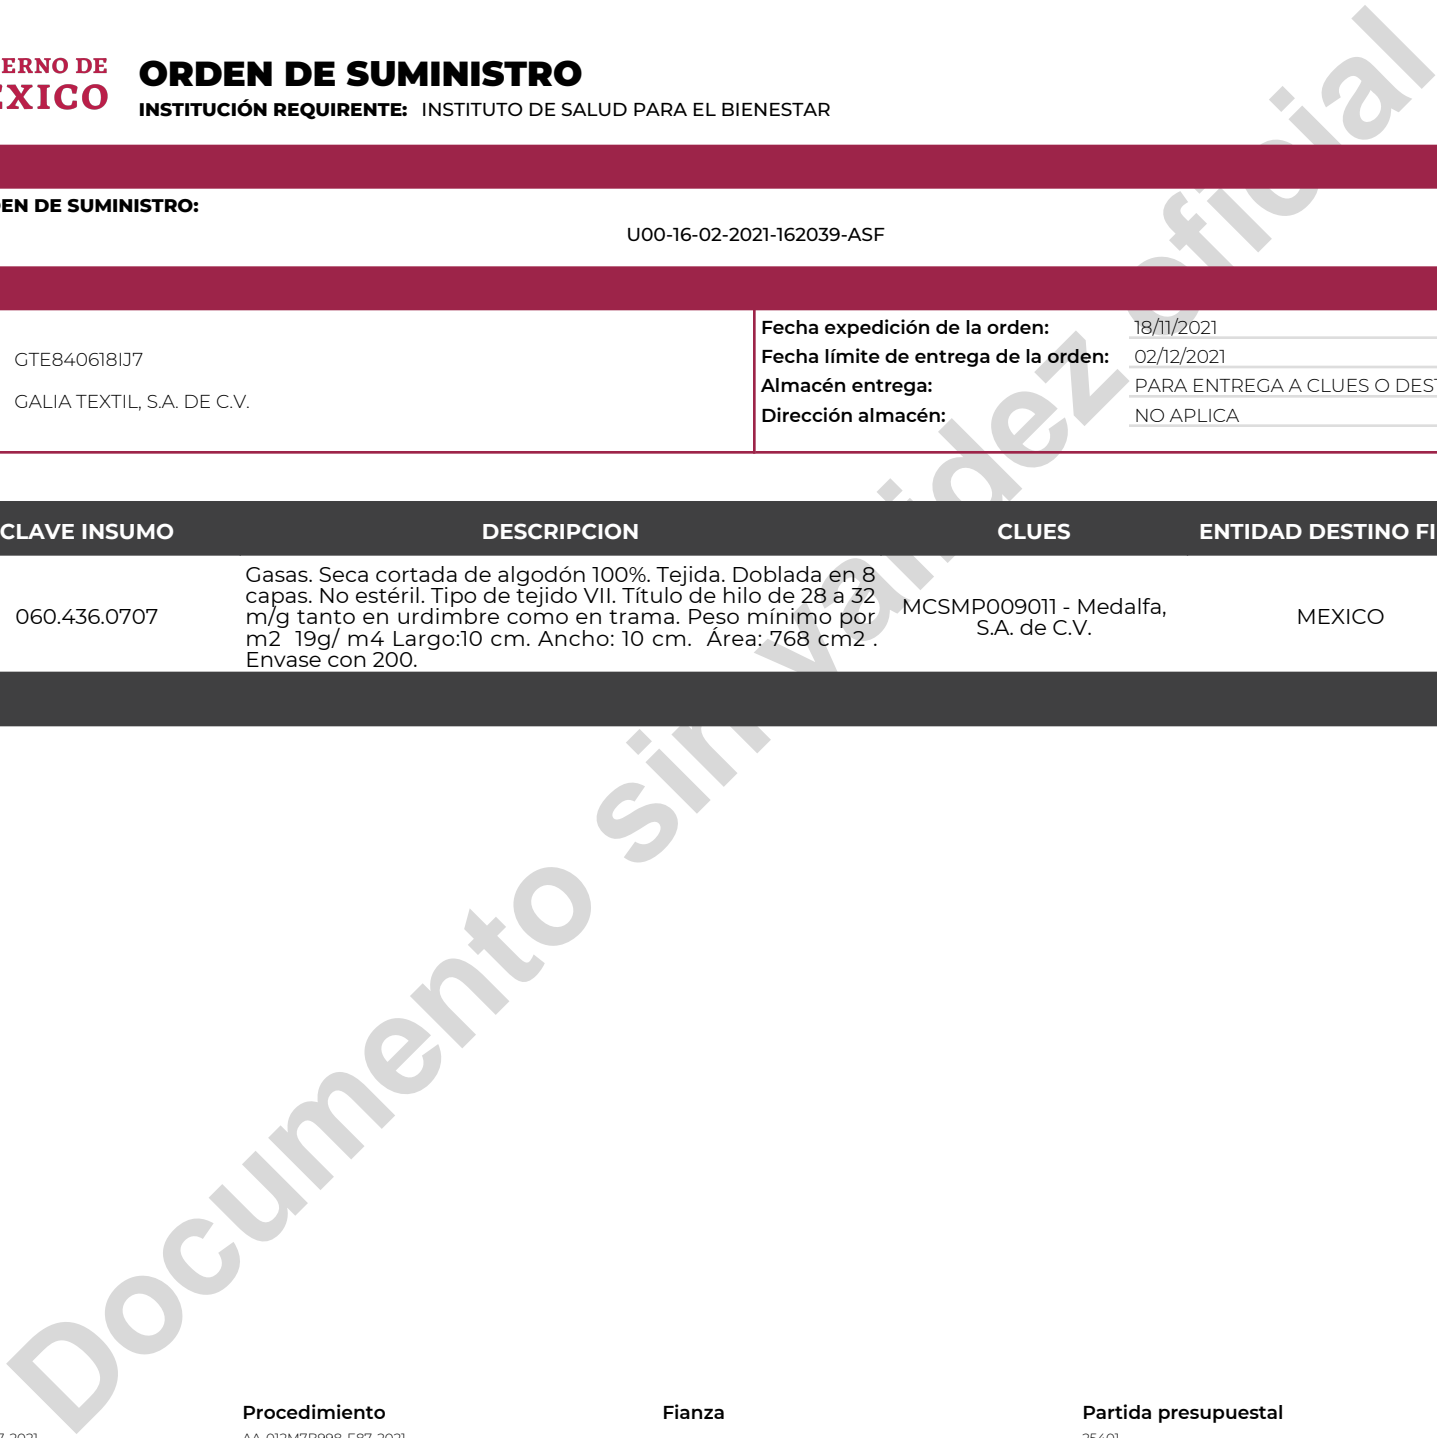 ERNO DE
EXICO
ORDEN DE SUMINISTRO
INSTITUCIÓN REQUIRENTE: INSTITUTO DE SALUD PARA EL BIENESTAR
EN DE SUMINISTRO:
U00-16-02-2021-162039-ASF
GTE840618IJ7
GALIA TEXTIL, S.A. DE C.V.
Fecha expedición de la orden: 18/11/2021
Fecha límite de entrega de la orden: 02/12/2021
Almacén entrega: PARA ENTREGA A CLUES O DEST
Dirección almacén: NO APLICA
CLAVE INSUMO DESCRIPCION CLUES ENTIDAD DESTINO FI
060.436.0707
Gasas. Seca cortada de algodón 100%. Tejida. Doblada en 8
capas. No estéril. Tipo de tejido VII. Título de hilo de 28 a 32
m/g tanto en urdimbre como en trama. Peso mínimo por
m2 19g/ m4 Largo:10 cm. Ancho: 10 cm. Área: 768 cm2 .
Envase con 200.
MCSMP009011 - Medalfa,
S.A. de C.V.
MEXICO
Documento sin validez oficial
Procedimiento Fianza Partida presupuestal